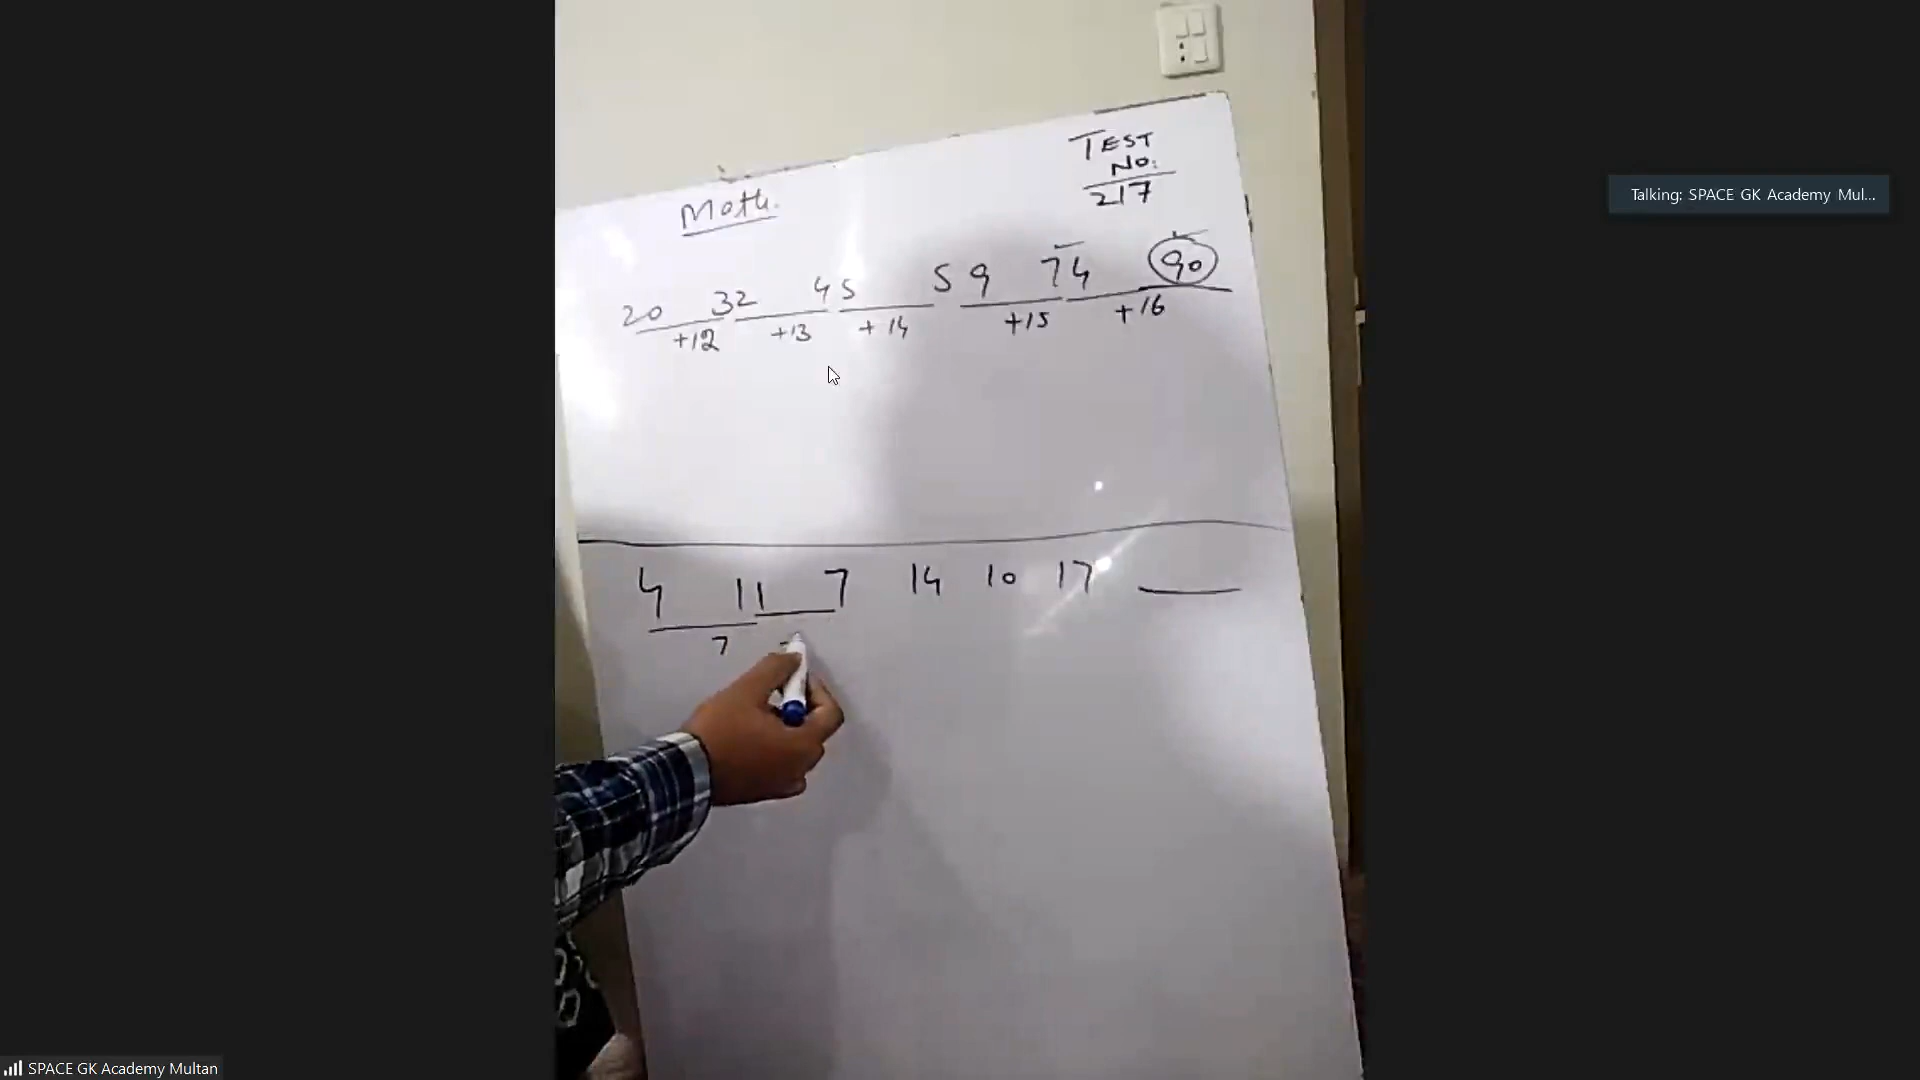 Talking: SPACE GK Academy Mul...
TEST
NO:
217
Math.
20 32 45 59 74 90
+12 +13 +14 +15 +16
4 11 7 14 10 17
7
SPACE GK Academy Multan